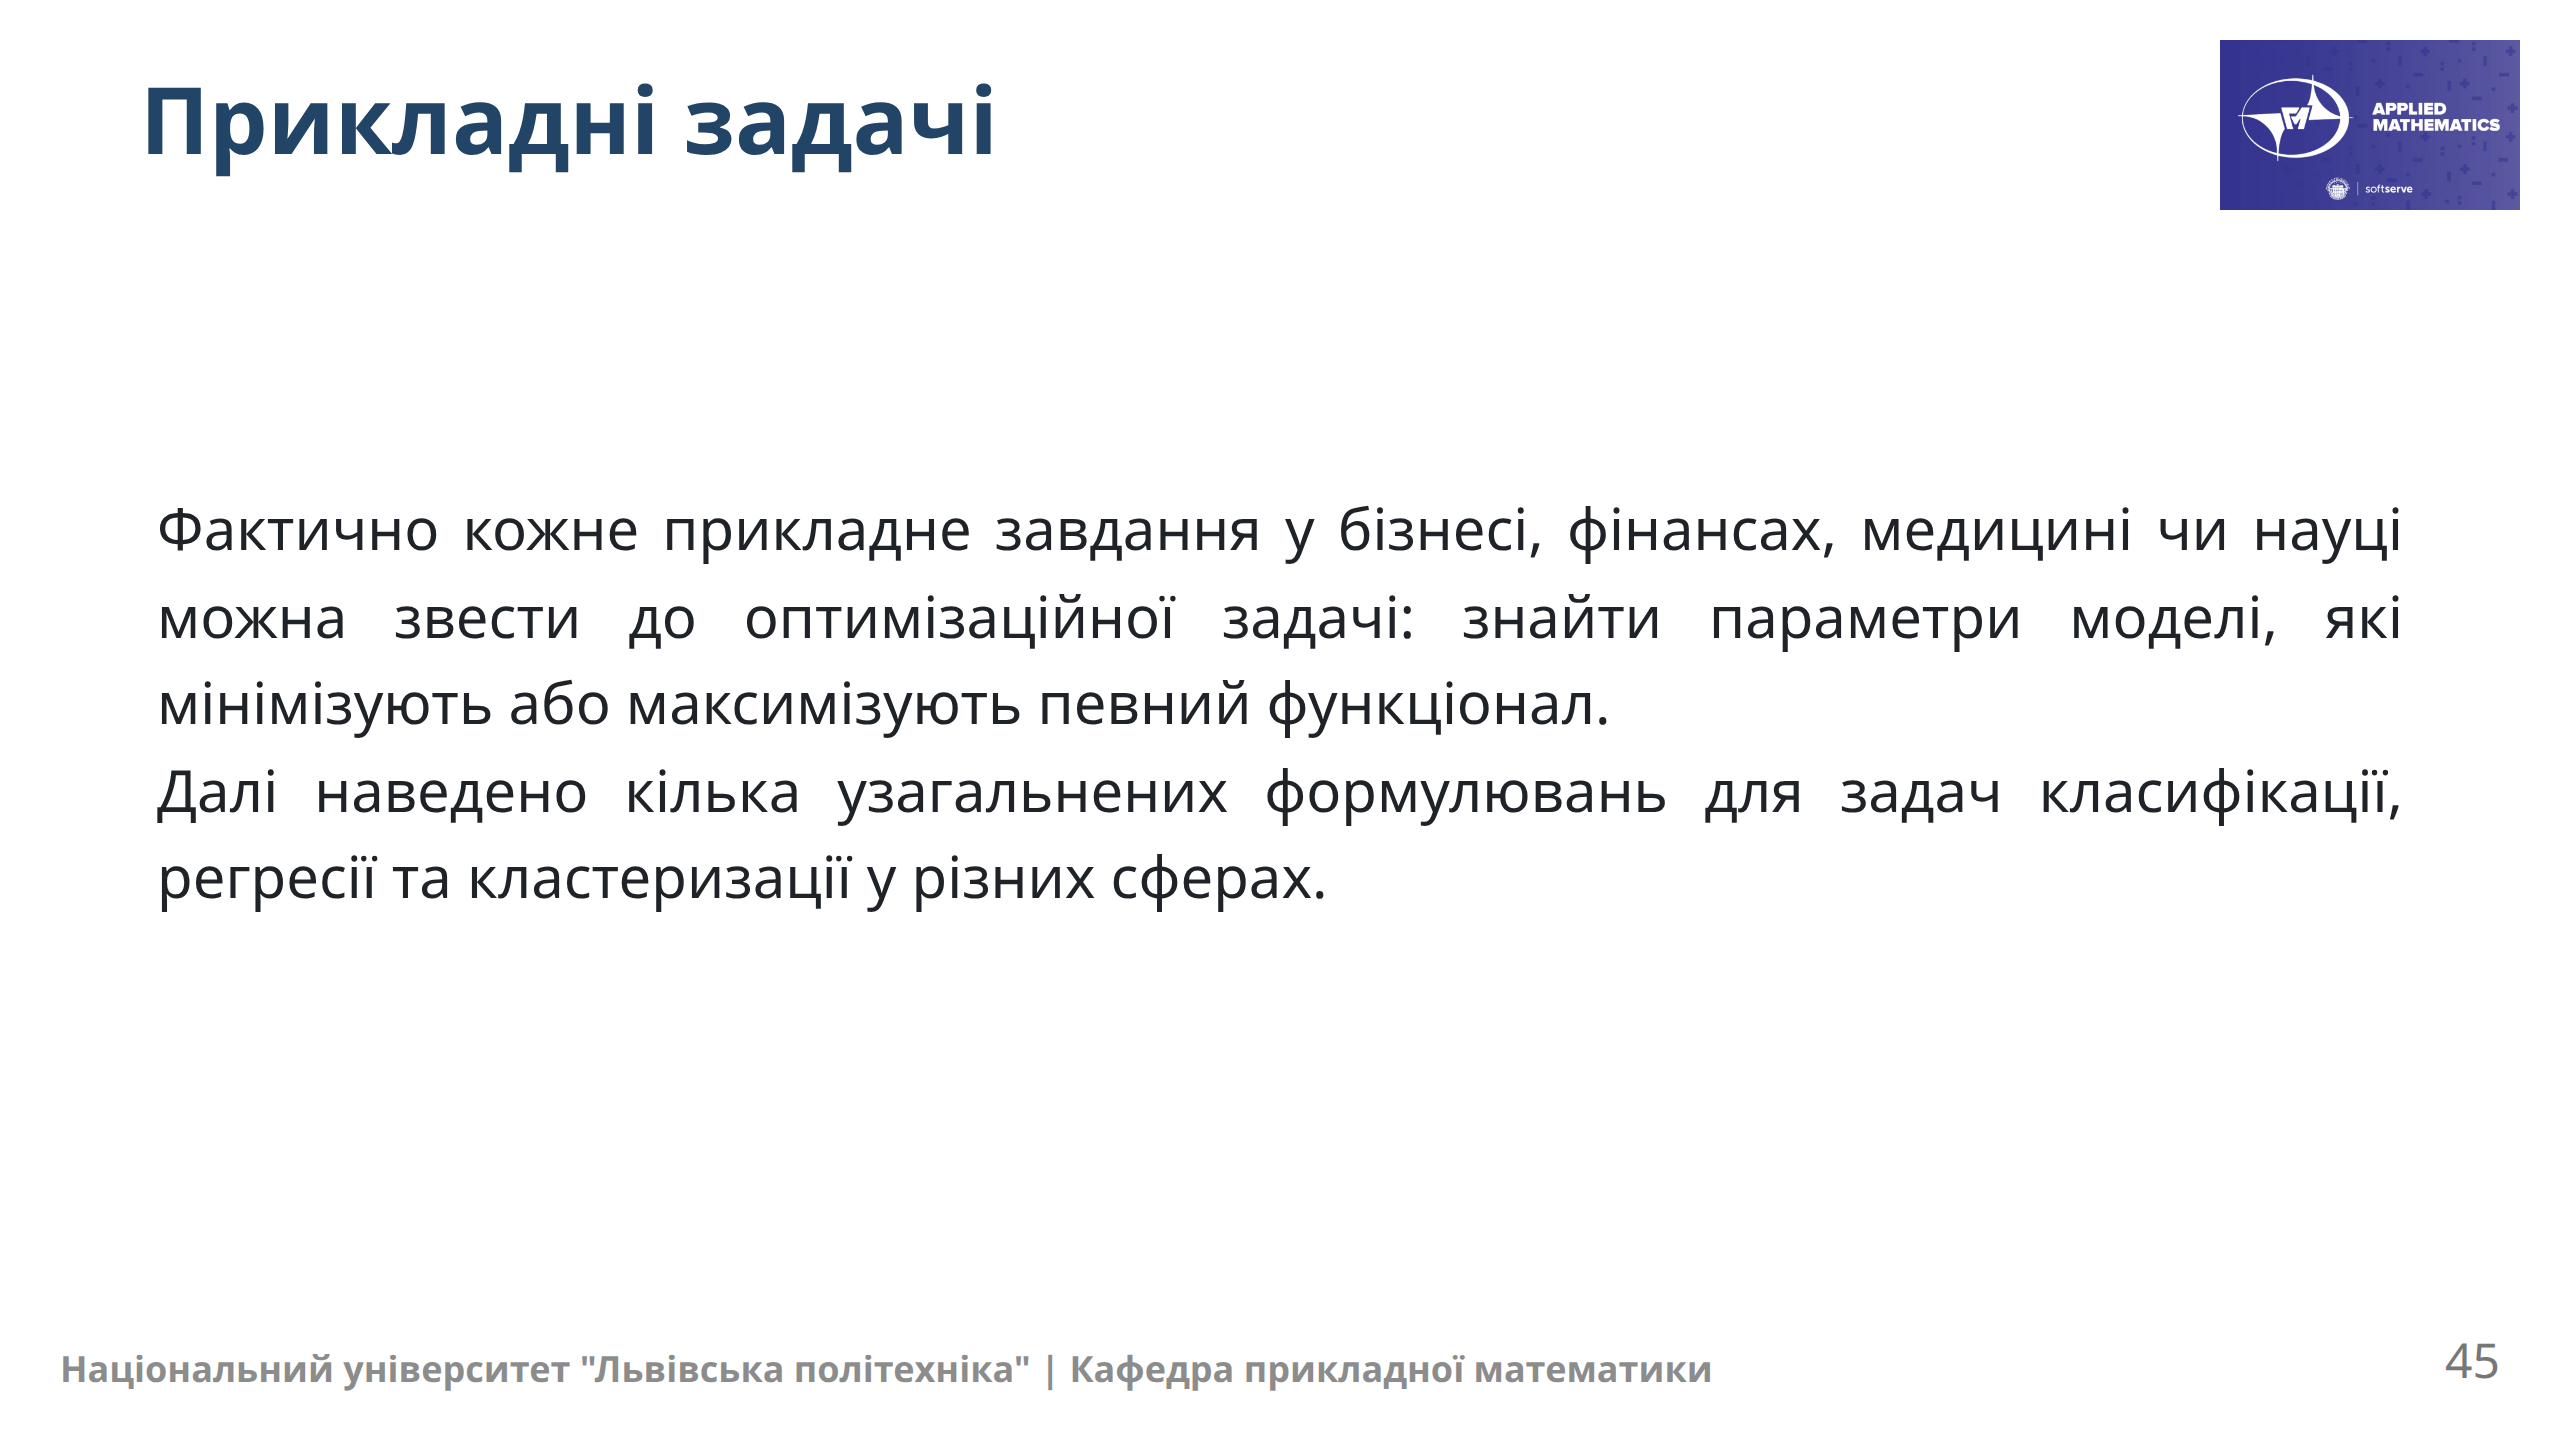 Прикладні задачі
APPLIED
MATHEMATICS
softserve
Фактично кожне прикладне завдання у бізнесі, фінансах, медицині чи науці
можна звести до оптимізаційної задачі: знайти параметри моделі, які
мінімізують або максимізують певний функціонал.
Далі наведено кілька узагальнених формулювань для задач класифікації,
регресії та кластеризації у різних сферах.
Національний університет "Львівська політехніка" | Кафедра прикладної математики
45